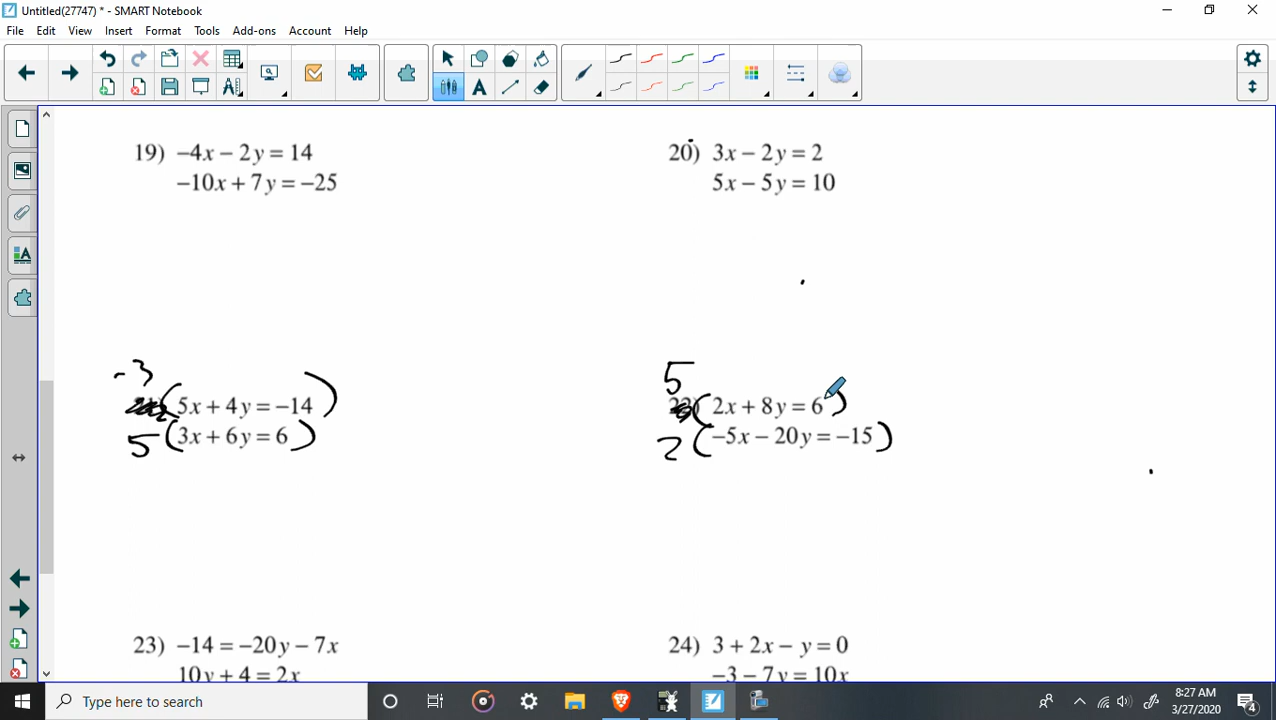 Untitled(27747) * - SMART Notebook
File Edit View Insert Format Tools Add-ons Account Help
19) −4x − 2y = 14
−10x + 7y = −25
20) 3x − 2y = 2
5x − 5y = 10
-3
( 5x + 4y = −14 )
5 ( 3x + 6y = 6 )
5
( 2x + 8y = 6 )
2 ( −5x − 20y = −15 )
23) −14 = −20y − 7x
10y + 4 = 2x
24) 3 + 2x − y = 0
−3 − 7y = 10x
Type here to search
8:27 AM
3/27/2020
4